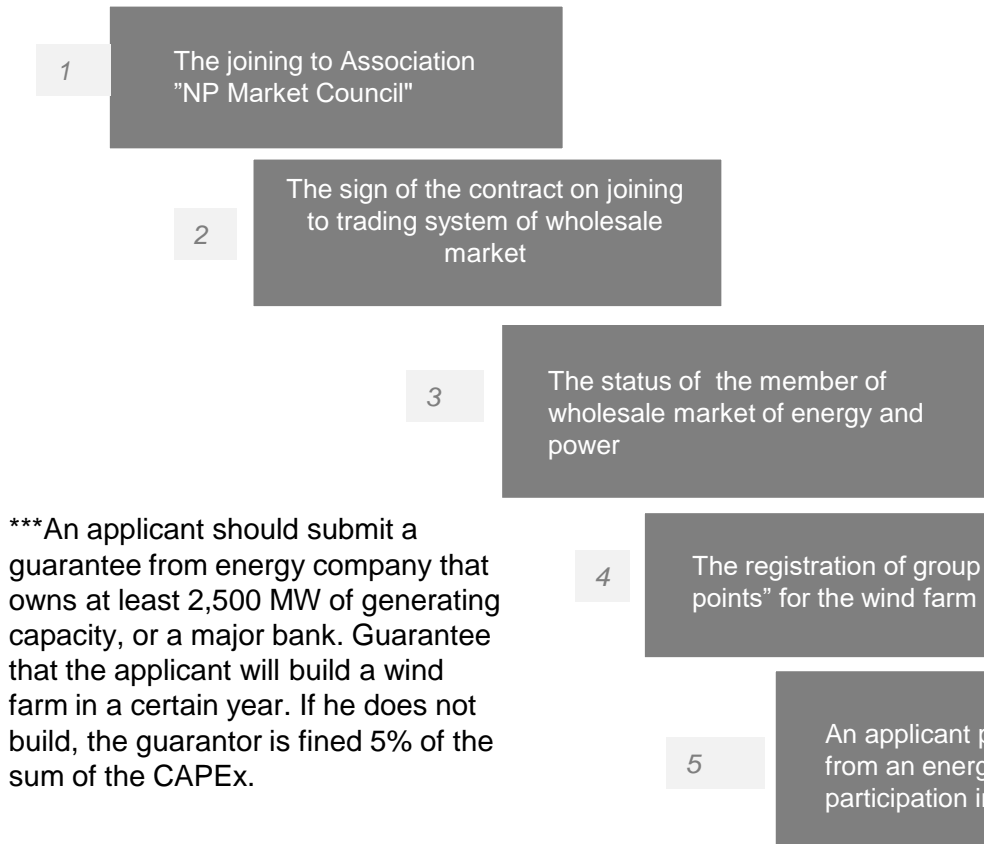 1
The joining to Association
”NP Market Council"
2
The sign of the contract on joining
to trading system of wholesale
market
3
The status of the member of
wholesale market of energy and
power
***An applicant should submit a
guarantee from energy company that
owns at least 2,500 MW of generating
capacity, or a major bank. Guarantee
that the applicant will build a wind
farm in a certain year. If he does not
build, the guarantor is fined 5% of the
sum of the CAPEx.
4
The registration of group
points” for the wind farm
5
An applicant
from an
participation